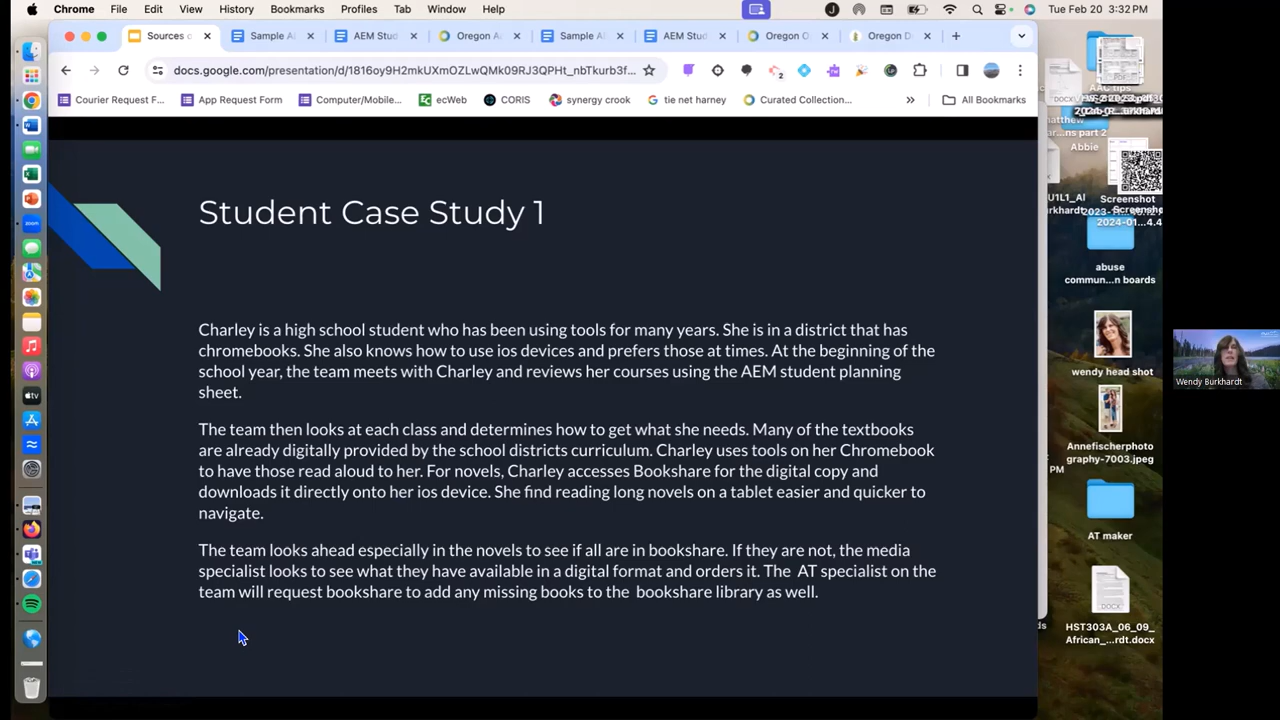 Chrome File Edit View History Bookmarks Profiles Tab Window Help
Tue Feb 20 3:32 PM
Sources o
Sample A
AEM Stud
Oregon A
Sample Al
AEM Stud
Oregon O
Oregon D
Courier Request F...
App Request Form
Computer/Mobile...
ecWeb
CORIS
synergy crook
tie net harney
Curated Collection...
All Bookmarks
Student Case Study 1
Charley is a high school student who has been using tools for many years. She is in a district that has
chromebooks. She also knows how to use ios devices and prefers those at times. At the beginning of the
school year, the team meets with Charley and reviews her courses using the AEM student planning
sheet.
The team then looks at each class and determines how to get what she needs. Many of the textbooks
are already digitally provided by the school districts curriculum. Charley uses tools on her Chromebook
to have those read aloud to her. For novels, Charley accesses Bookshare for the digital copy and
downloads it directly onto her ios device. She find reading long novels on a tablet easier and quicker to
navigate.
The team looks ahead especially in the novels to see if all are in bookshare. If they are not, the media
specialist looks to see what they have available in a digital format and orders it. The AT specialist on the
team will request bookshare to add any missing books to the bookshare library as well.
AAC tips
Abbie
Screenshot
abuse
commun...n boards
wendy head shot
Annefischerphoto
graphy-7003.jpeg
AT maker
HST303A_06_09_
African_...rdt.docx
Wendy Burkhardt